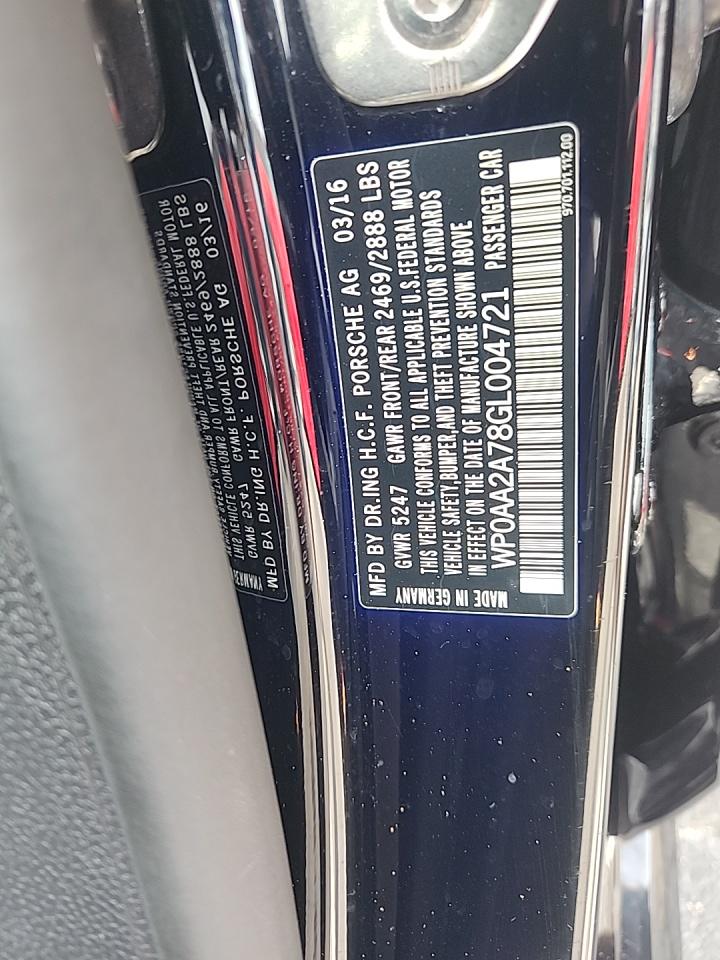 MFD BY DR.ING H.C.F. PORSCHE AG 03/16
GVWR 5247 GAWR FRONT/REAR 2469/2888 LBS
THIS VEHICLE CONFORMS TO ALL APPLICABLE U.S.FEDERAL MOTOR
VEHICLE SAFETY,BUMPER,AND THEFT PREVENTION STANDARDS
IN EFFECT ON THE DATE OF MANUFACTURE SHOWN ABOVE
WP0AA2A78GL004721 PASSENGER CAR
MADE IN GERMANY
970.701.112.00